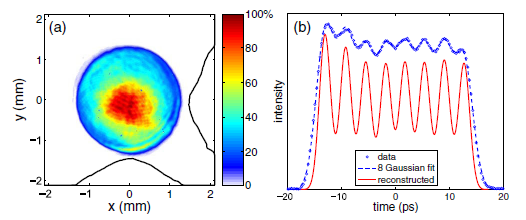 (a)
2
1
0
−1
−2
y (mm)
−2 −1 0 1 2
x (mm)
100%
80
60
40
20
0
(b)
intensity
data
8 Gaussian fit
reconstructed
−20 −10 0 10 20
time (ps)